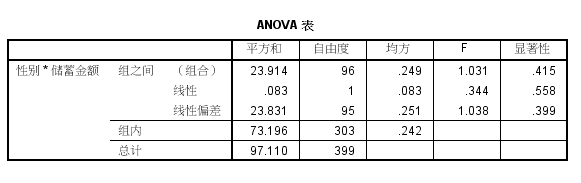 ANOVA 表
平方和 自由度 均方 F 显著性
性别 * 储蓄金额 组之间 （组合） 23.914 96 .249 1.031 .415
线性 .083 1 .083 .344 .558
线性偏差 23.831 95 .251 1.038 .399
组内 73.196 303 .242
总计 97.110 399